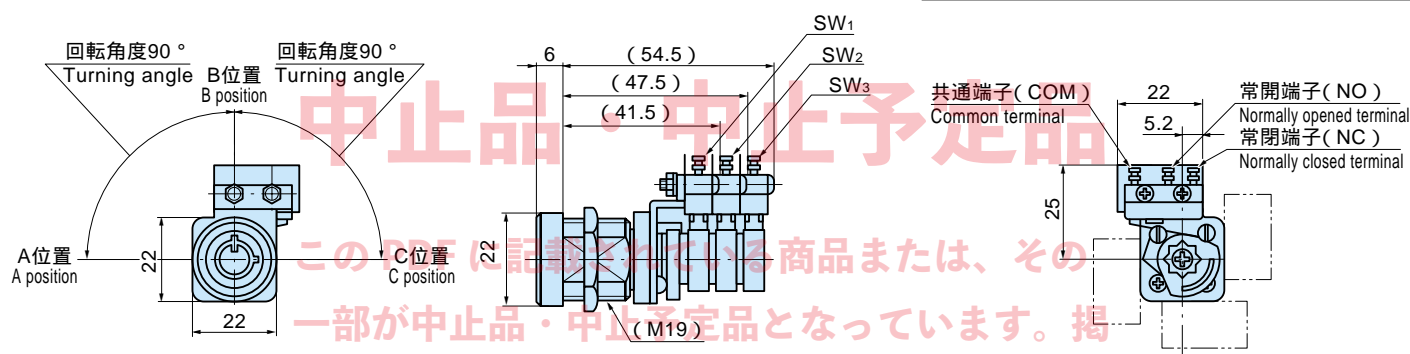 回転角度90°
Turning angle
B位置
B position
回転角度90°
Turning angle
A位置
A position
C位置
C position
22
22
6
(54.5)
(47.5)
(41.5)
SW1
SW2
SW3
22
(M19)
共通端子(COM)
Common terminal
22
5.2
常開端子(NO)
Normally opened terminal
常閉端子(NC)
Normally closed terminal
25
中止品・中止予定品
この PDF に記載されている商品または、その
一部が中止品・中止予定品となっています。掲